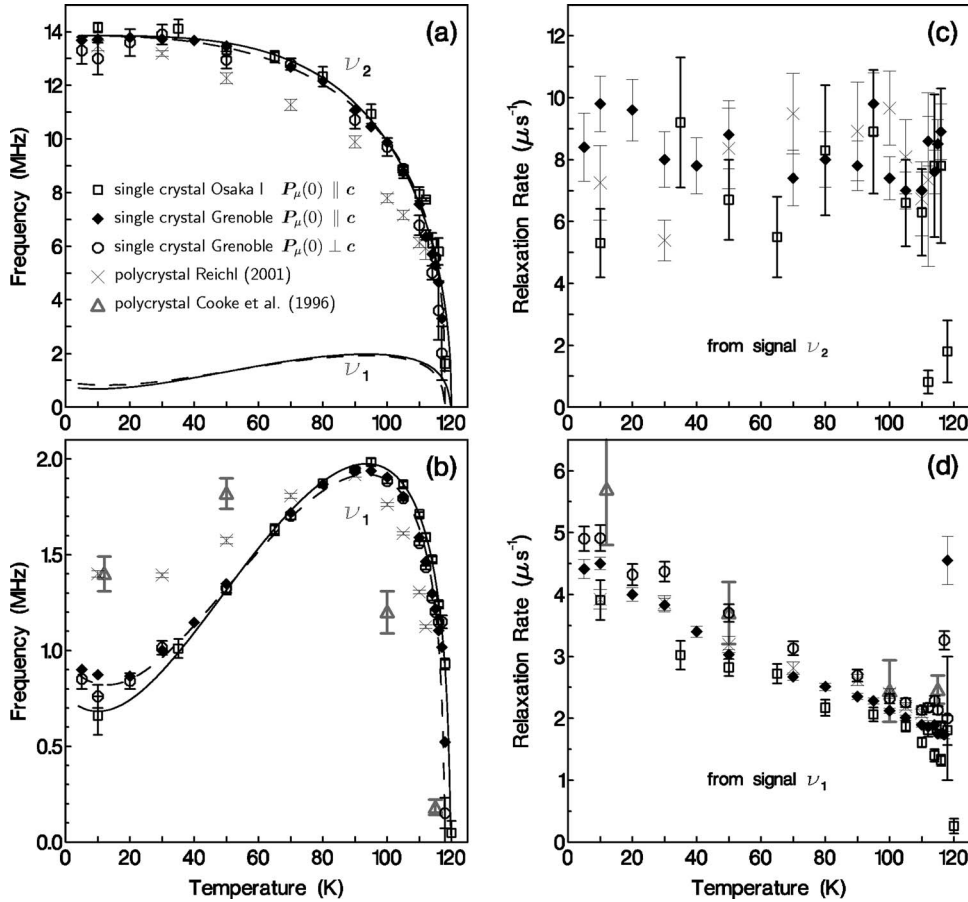 (a)
ν2
14
12
10
8
6
4
2
0
Frequency (MHz)
single crystal Osaka I Pμ(0) ∥ c
single crystal Grenoble Pμ(0) ∥ c
single crystal Grenoble Pμ(0) ⊥ c
polycrystal Reichl (2001)
polycrystal Cooke et al. (1996)
ν1
0 20 40 60 80 100 120
(c)
14
12
10
8
6
4
2
0
Relaxation Rate (μs⁻¹)
from signal ν2
0 20 40 60 80 100 120
(b)
ν1
2.0
1.5
1.0
0.5
0.0
Frequency (MHz)
0 20 40 60 80 100 120
Temperature (K)
(d)
6
5
4
3
2
1
0
Relaxation Rate (μs⁻¹)
from signal ν1
0 20 40 60 80 100 120
Temperature (K)